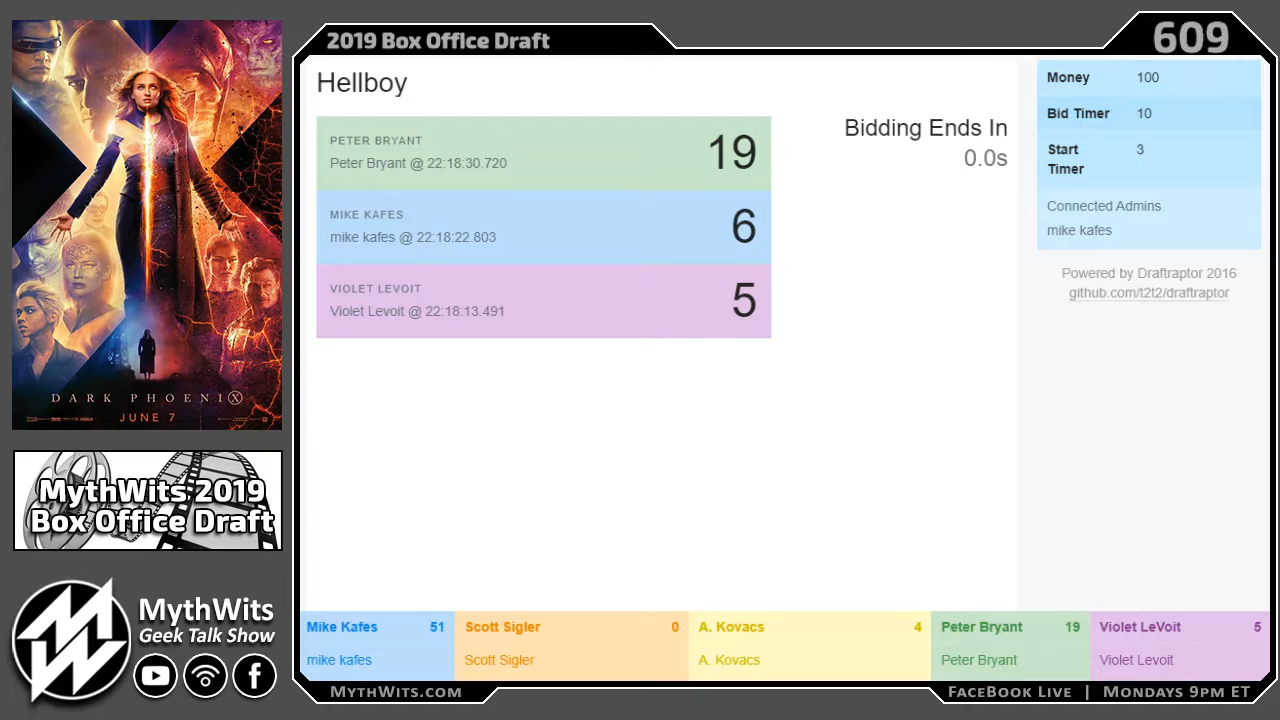 2019 Box Office Draft
609
Hellboy
PETER BRYANT
Peter Bryant @ 22:18:30.720
19
MIKE KAFES
mike kafes @ 22:18:22.803
6
VIOLET LEVOIT
Violet Levoit @ 22:18:13.491
5
Bidding Ends In
0.0s
Money 100
Bid Timer 10
Start Timer 3
Connected Admins
mike kafes
Powered by Draftraptor 2016
github.com/t2t2/draftraptor
DARK PHOENIX
JUNE 7
MythWits 2019
Box Office Draft
MythWits
Geek Talk Show
Mike Kafes 51
mike kafes
Scott Sigler 0
Scott Sigler
A. Kovacs 4
A. Kovacs
Peter Bryant 19
Peter Bryant
Violet LeVoit 5
Violet Levoit
MythWits.com
FaceBook Live | Mondays 9pm ET